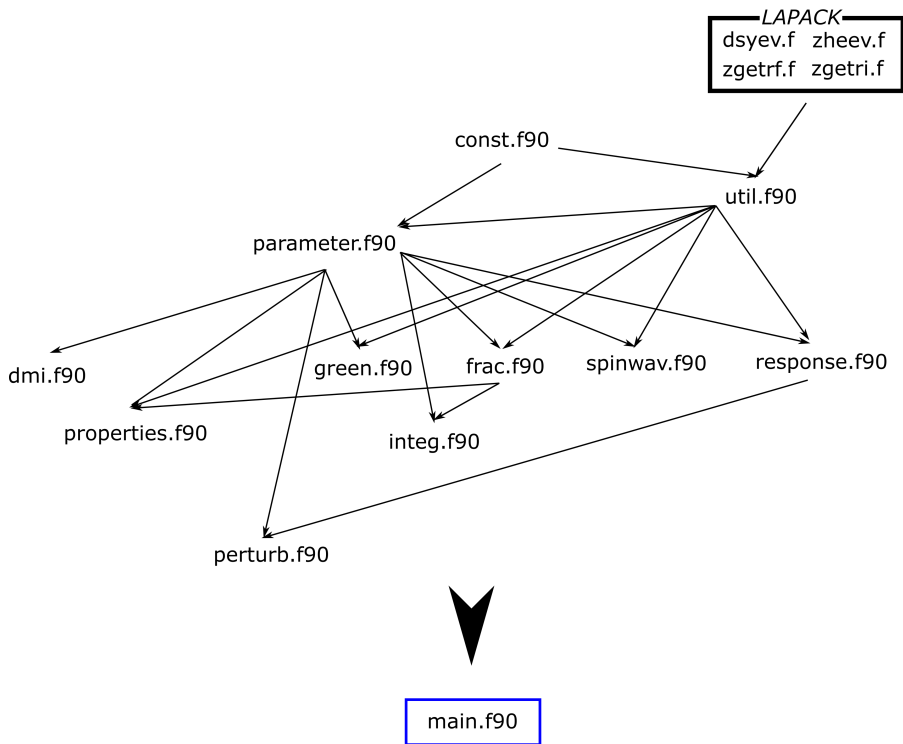 LAPACK
dsyev.f zheev.f
zgetrf.f zgetri.f
const.f90
util.f90
parameter.f90
dmi.f90
green.f90
frac.f90
spinwav.f90
response.f90
properties.f90
integ.f90
perturb.f90
main.f90